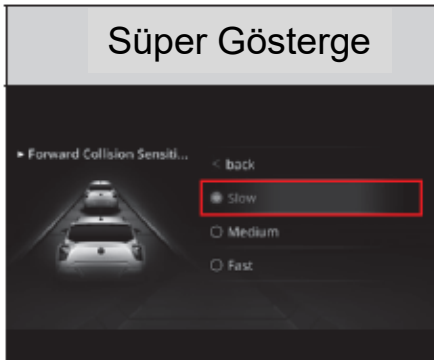 Süper Gösterge
▸ Forward Collision Sensiti...
< back
Slow
Medium
Fast